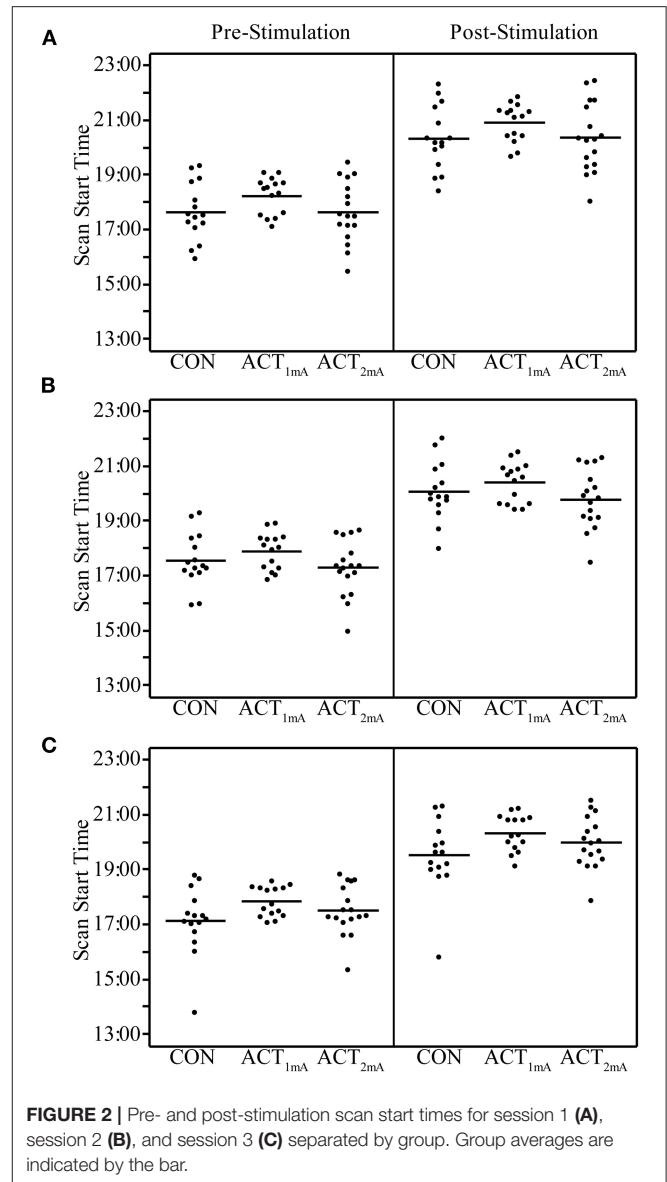 A
Pre-Stimulation Post-Stimulation
Scan Start Time
23:00
21:00
19:00
17:00
15:00
13:00
CON ACT1mA ACT2mA CON ACT1mA ACT2mA
B
Scan Start Time
23:00
21:00
19:00
17:00
15:00
13:00
CON ACT1mA ACT2mA CON ACT1mA ACT2mA
C
Scan Start Time
23:00
21:00
19:00
17:00
15:00
13:00
CON ACT1mA ACT2mA CON ACT1mA ACT2mA
FIGURE 2 | Pre- and post-stimulation scan start times for session 1 (A),
session 2 (B), and session 3 (C) separated by group. Group averages are
indicated by the bar.